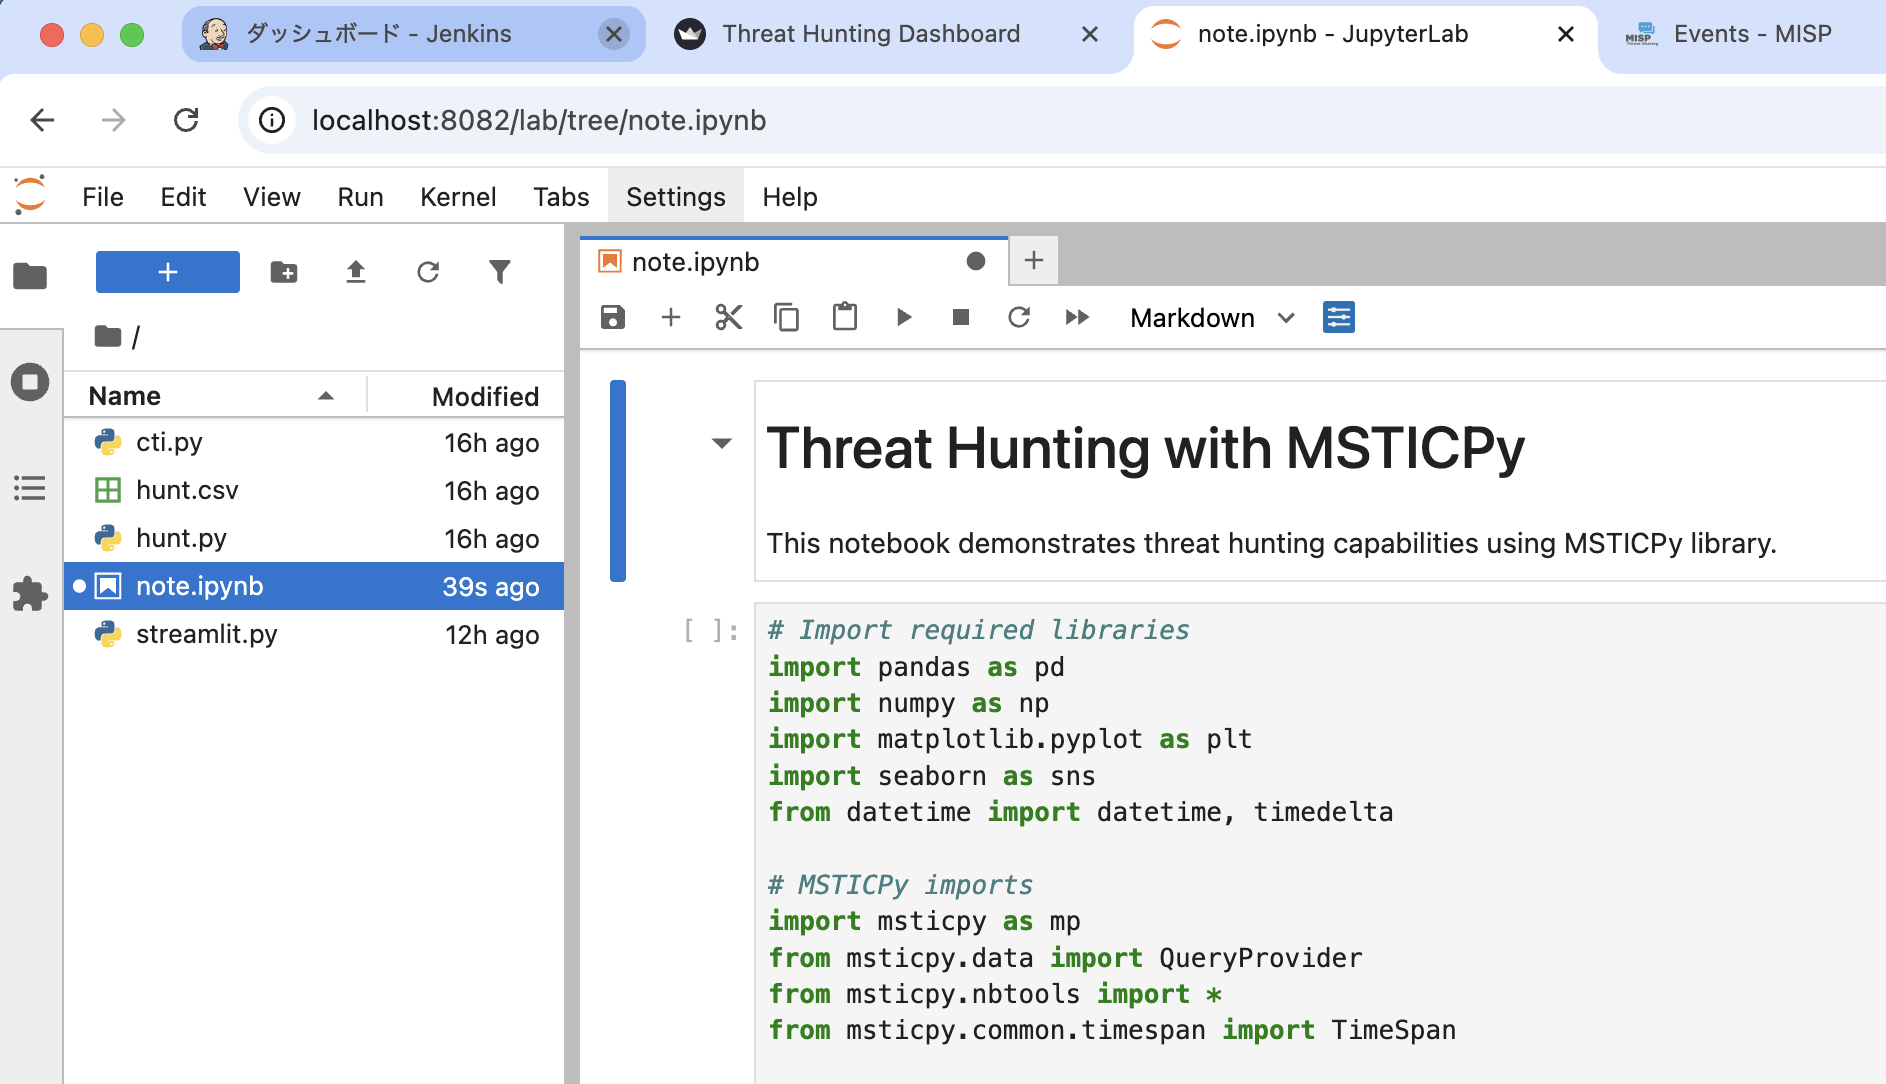 ダッシュボード - Jenkins
Threat Hunting Dashboard
note.ipynb - JupyterLab
MISP
Events - MISP
localhost:8082/lab/tree/note.ipynb
File Edit View Run Kernel Tabs Settings Help
note.ipynb
Markdown
/
Name Modified
cti.py 16h ago
hunt.csv 16h ago
hunt.py 16h ago
note.ipynb 39s ago
streamlit.py 12h ago
Threat Hunting with MSTICPy
This notebook demonstrates threat hunting capabilities using MSTICPy library.
[ ]:
# Import required libraries
import pandas as pd
import numpy as np
import matplotlib.pyplot as plt
import seaborn as sns
from datetime import datetime, timedelta
# MSTICPy imports
import msticpy as mp
from msticpy.data import QueryProvider
from msticpy.nbtools import *
from msticpy.common.timespan import TimeSpan